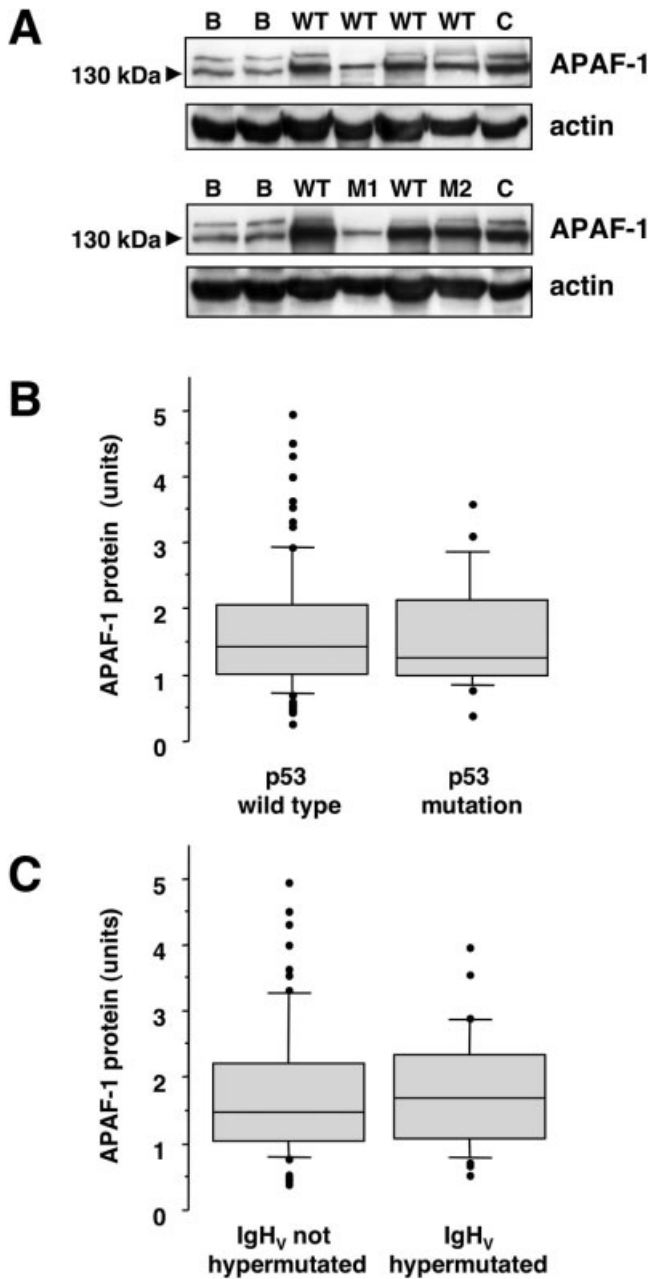 A
B B WT WT WT WT C
130 kDa
APAF-1
actin
B B WT M1 WT M2 C
130 kDa
APAF-1
actin
B
APAF-1 protein (units)
5
4
3
2
1
0
p53
wild type
p53
mutation
C
APAF-1 protein (units)
5
4
3
2
1
0
IgHV not
hypermutated
IgHV
hypermutated